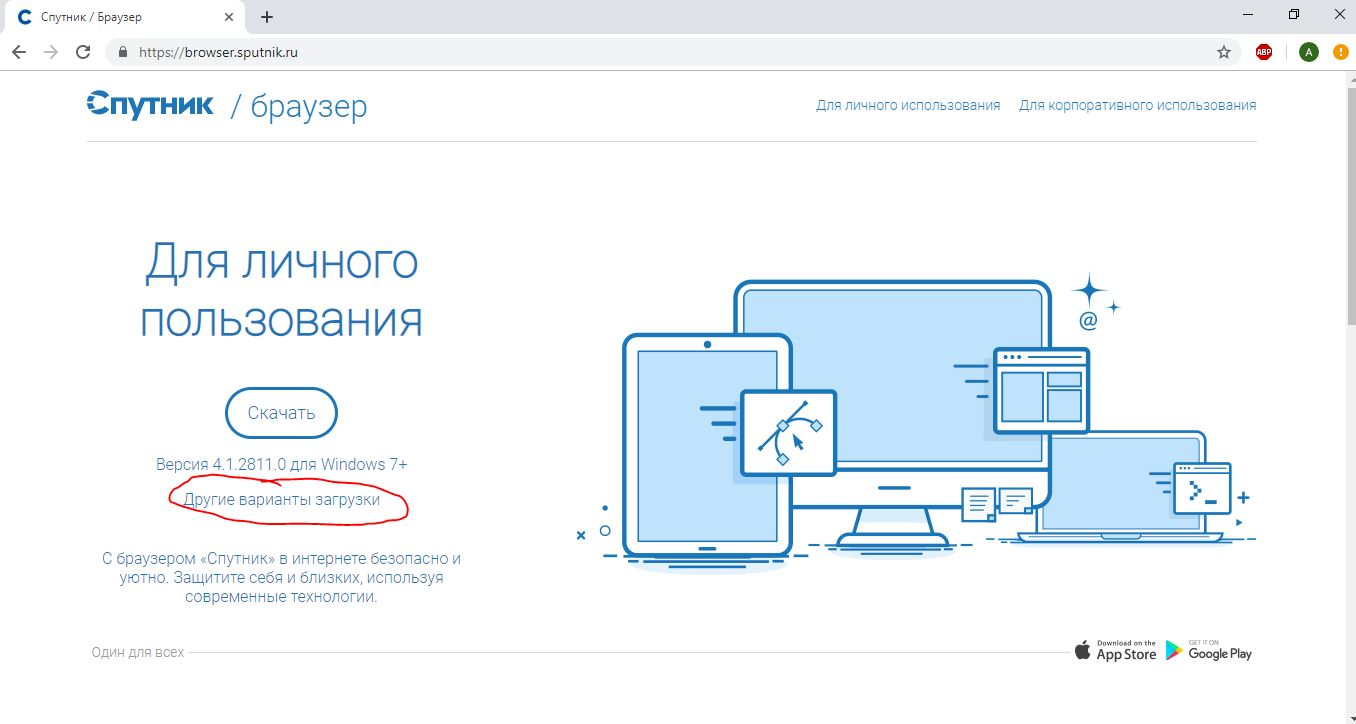 Спутник / Браузер
https://browser.sputnik.ru
ABP
A
Спутник / браузер
Для личного использования Для корпоративного использования
Для личного
пользования
@
Скачать
Версия 4.1.2811.0 для Windows 7+
Другие варианты загрузки
С браузером «Спутник» в интернете безопасно и
уютно. Защитите себя и близких, используя
современные технологии.
Один для всех
Download on the
App Store
GET IT ON
Google Play